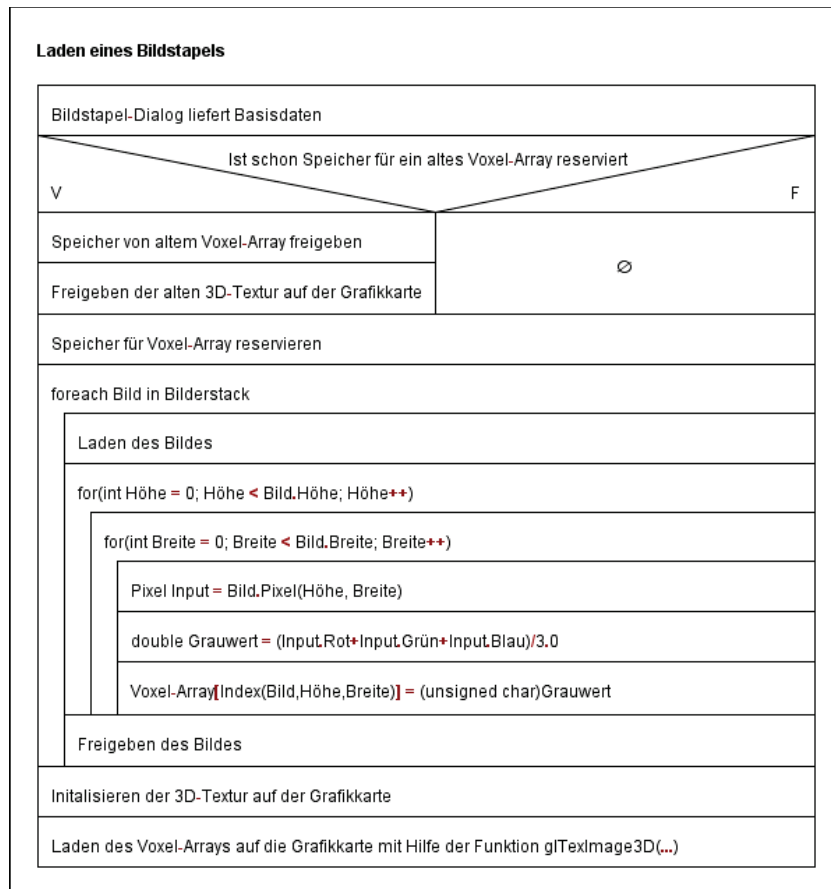 Laden eines Bildstapels
Bildstapel-Dialog liefert Basisdaten
Ist schon Speicher für ein altes Voxel-Array reserviert
V
F
Speicher von altem Voxel-Array freigeben
∅
Freigeben der alten 3D-Textur auf der Grafikkarte
Speicher für Voxel-Array reservieren
foreach Bild in Bilderstack
Laden des Bildes
for(int Höhe = 0; Höhe < Bild.Höhe; Höhe++)
for(int Breite = 0; Breite < Bild.Breite; Breite++)
Pixel Input = Bild.Pixel(Höhe, Breite)
double Grauwert = (Input.Rot+Input.Grün+Input.Blau)/3.0
Voxel-Array[Index(Bild,Höhe,Breite)] = (unsigned char)Grauwert
Freigeben des Bildes
Initalisieren der 3D-Textur auf der Grafikkarte
Laden des Voxel-Arrays auf die Grafikkarte mit Hilfe der Funktion glTexImage3D(...)